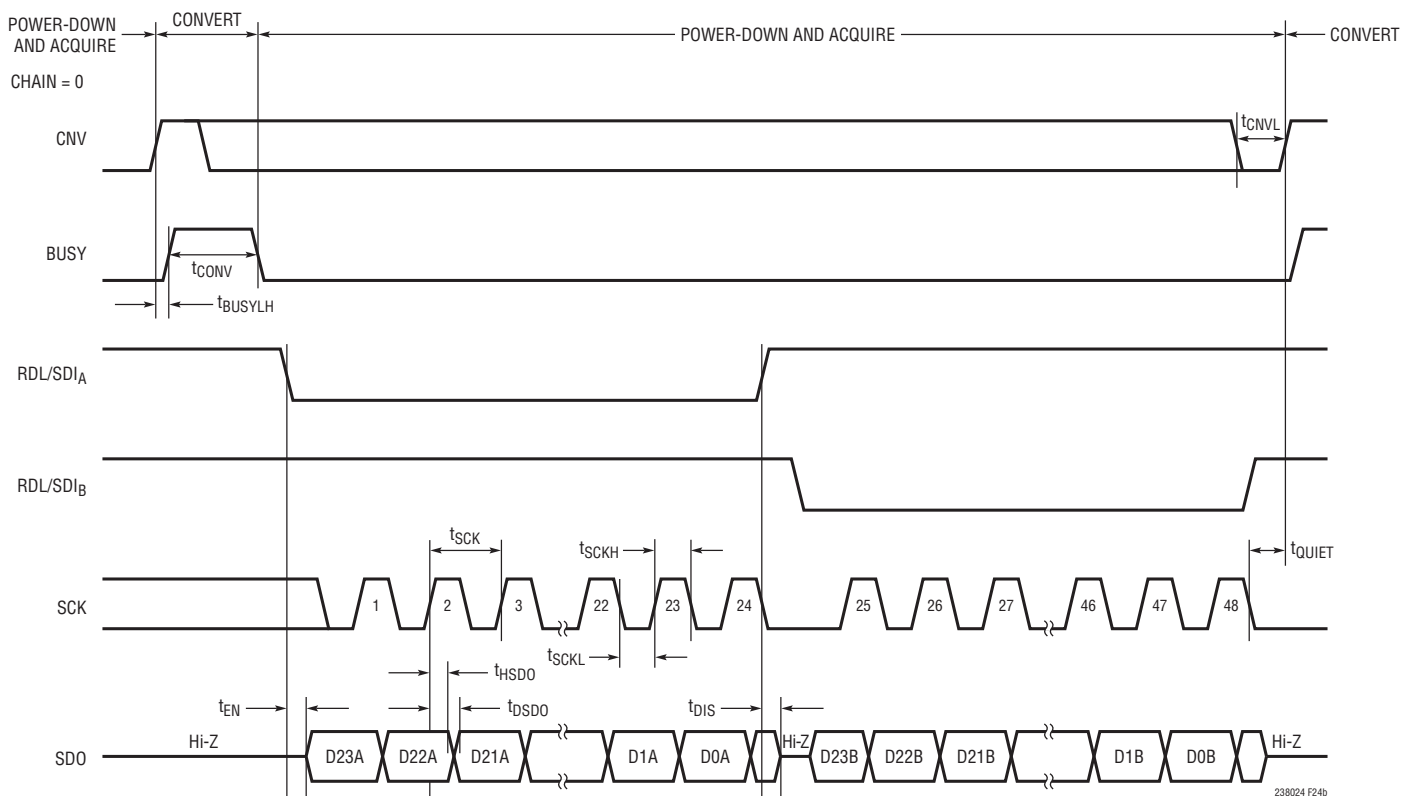 POWER-DOWN
AND ACQUIRE
CONVERT
POWER-DOWN AND ACQUIRE
CONVERT
CHAIN = 0
CNV
tCNVL
BUSY
tCONV
tBUSYLH
RDL/SDIA
RDL/SDIB
tSCK
tSCKH
tQUIET
SCK
1 2 3 22 23 24 25 26 27 46 47 48
tSCKL
tHSDO
tEN
tDSDO
tDIS
SDO
Hi-Z D23A D22A D21A D1A D0A Hi-Z D23B D22B D21B D1B D0B Hi-Z
238024 F24b